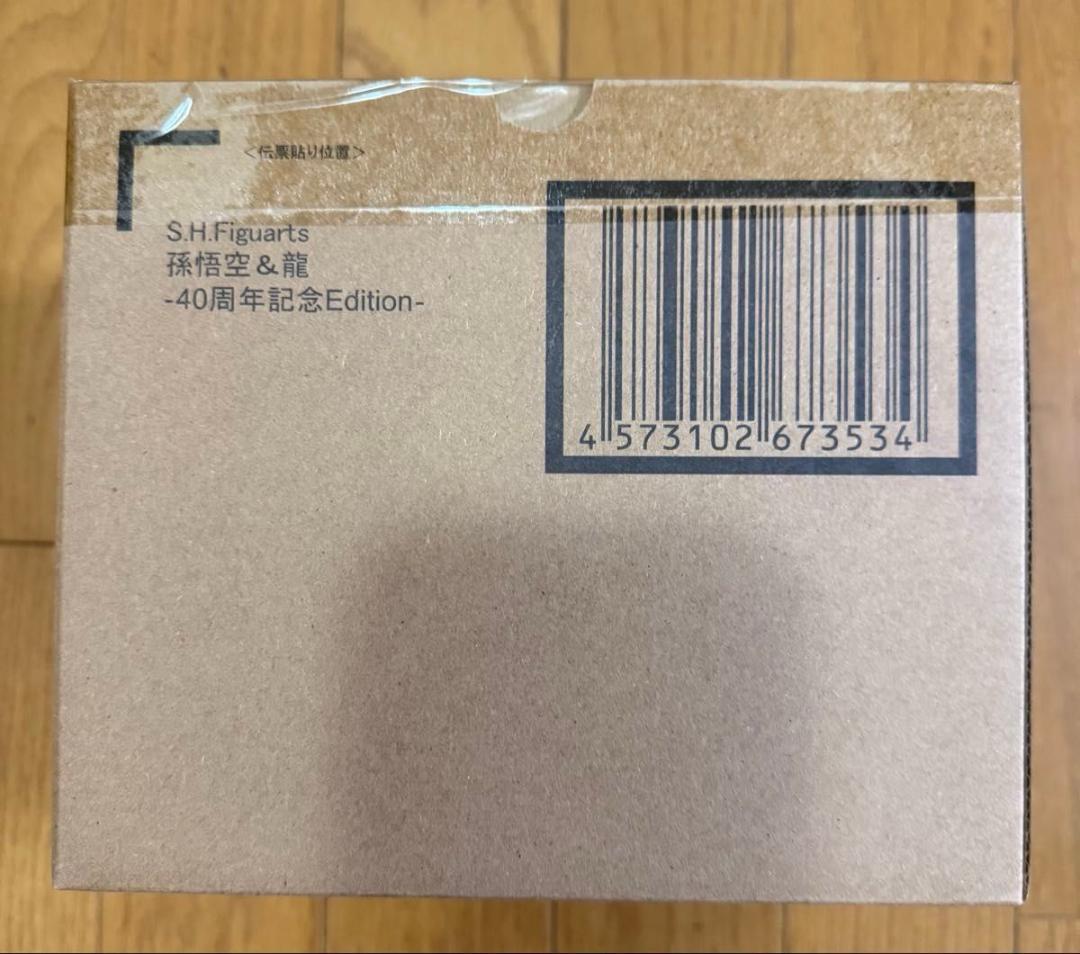 <伝票貼り位置>
S.H.Figuarts
孫悟空&龍
-40周年記念Edition-
4 573102 673534